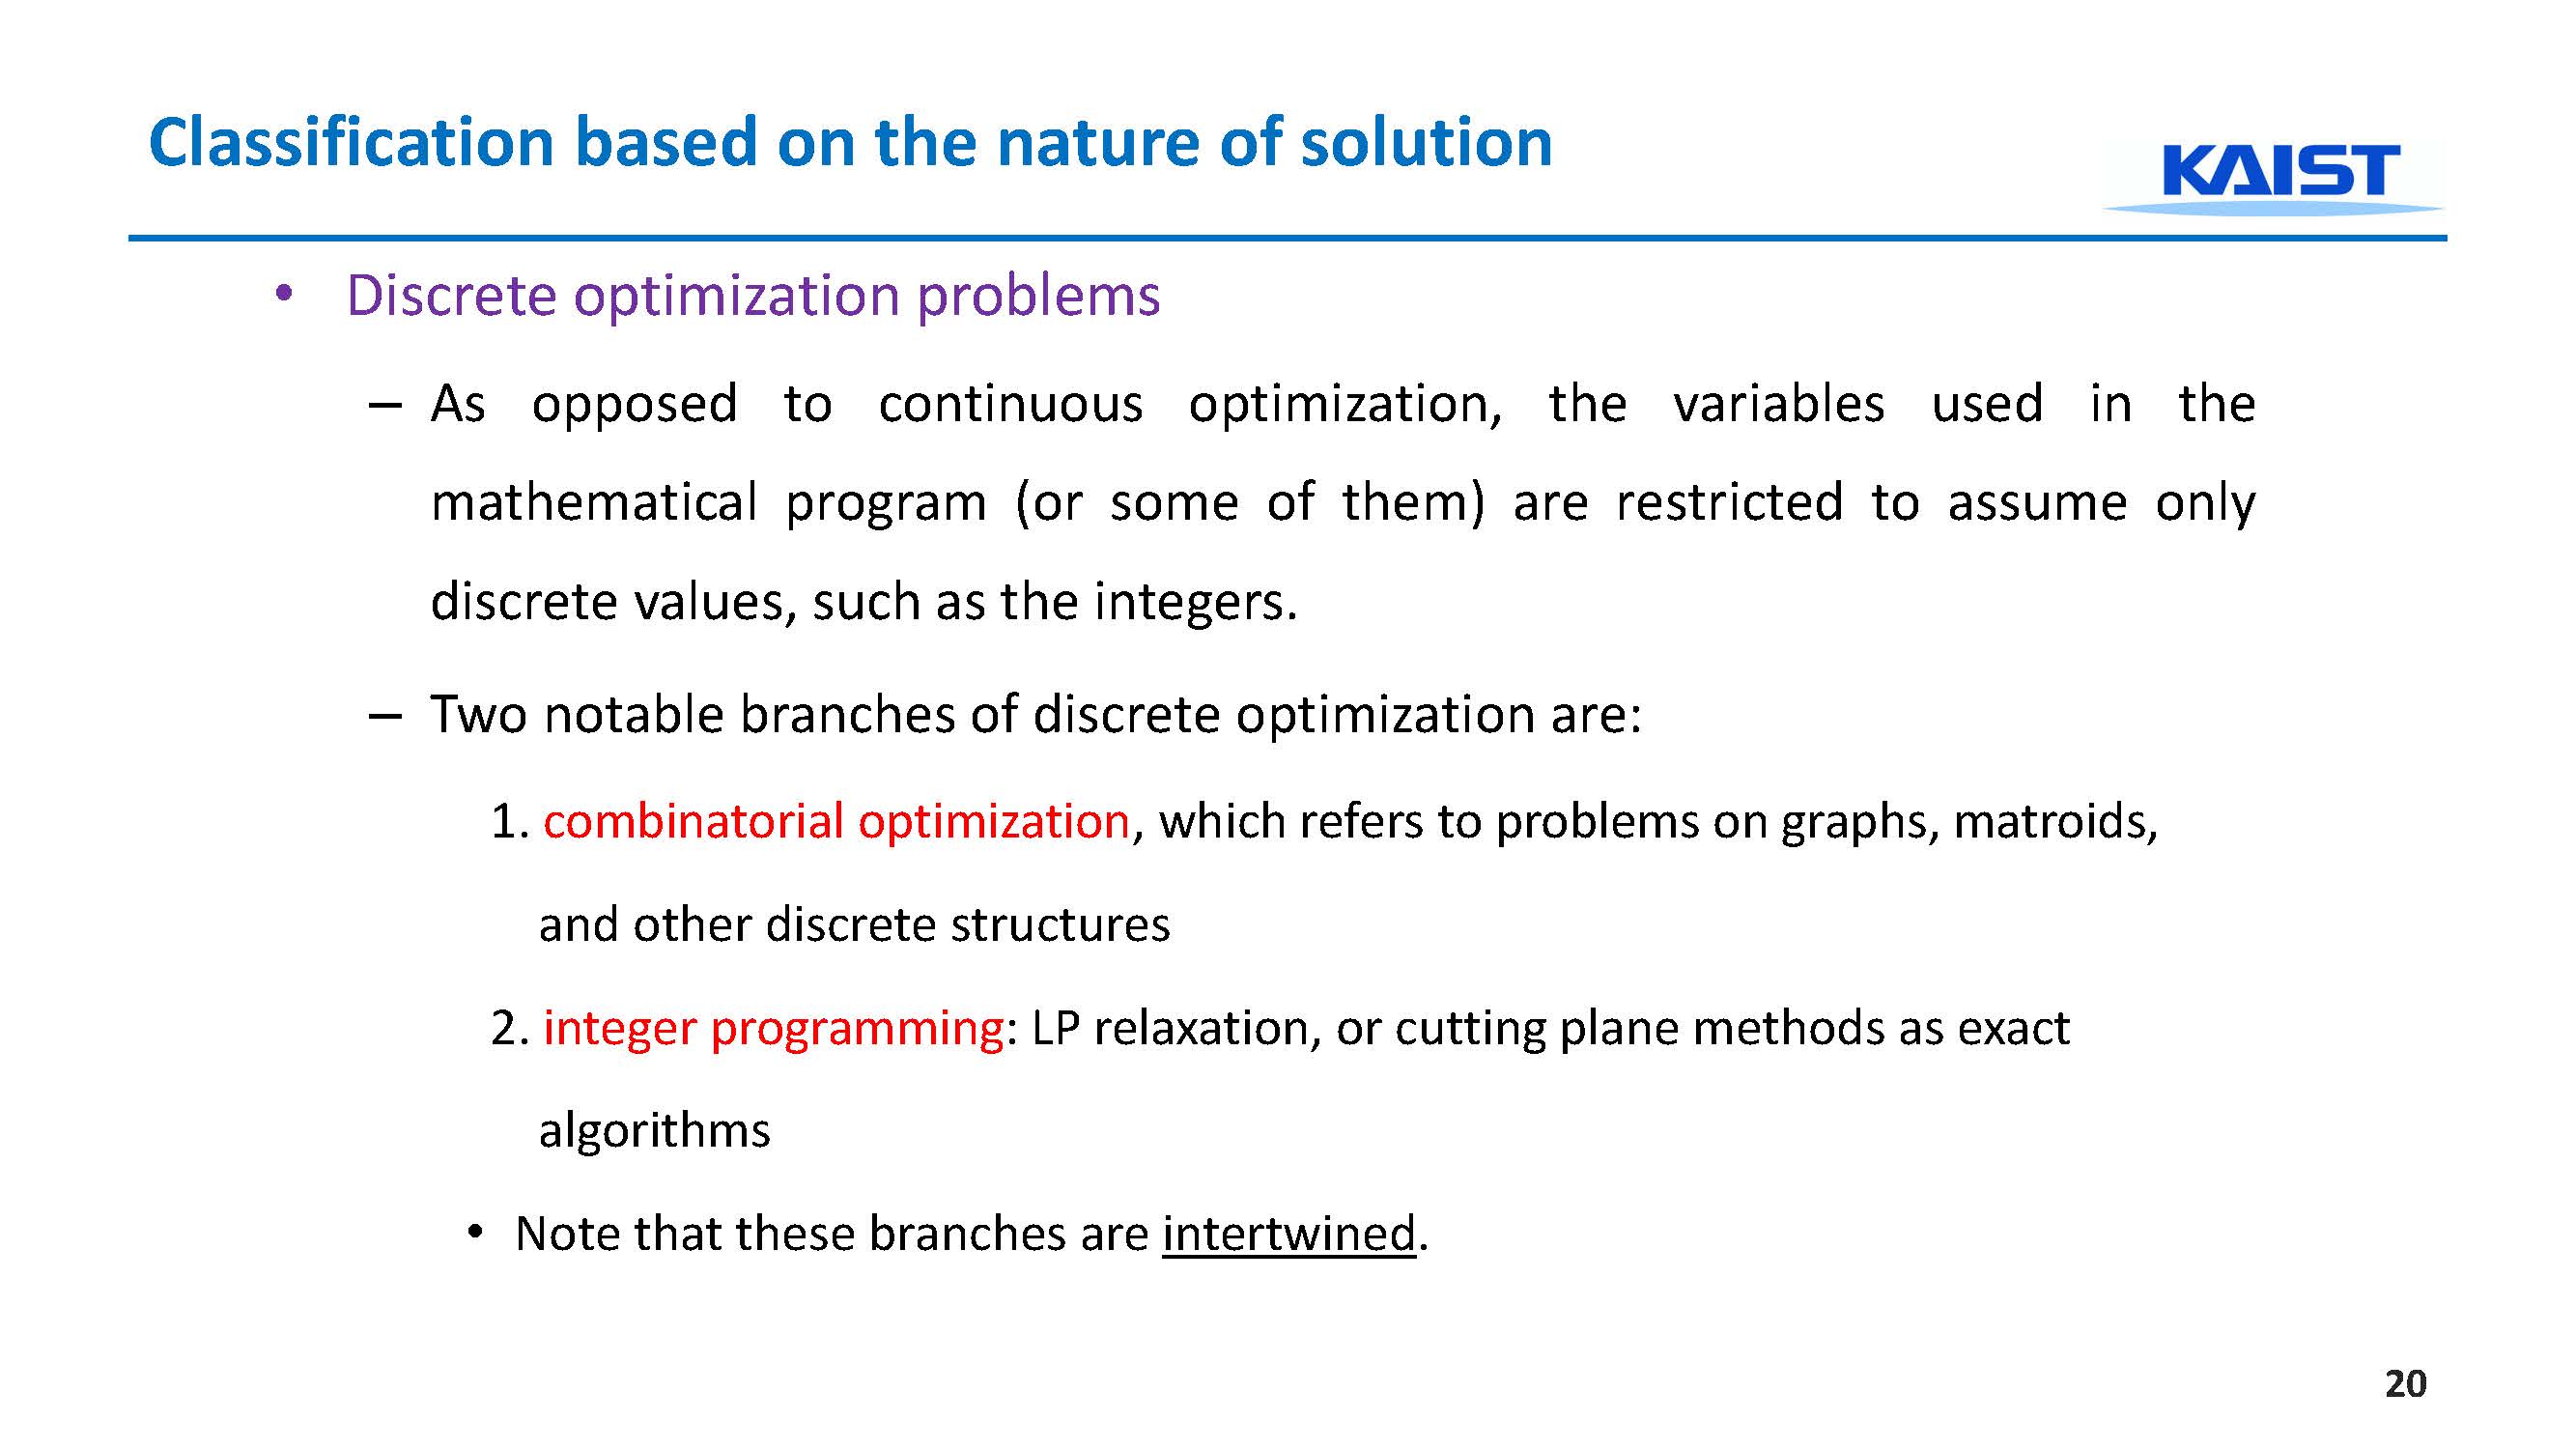 Classification based on the nature of solution
KAIST
• Discrete optimization problems
– As opposed to continuous optimization, the variables used in the
mathematical program (or some of them) are restricted to assume only
discrete values, such as the integers.
– Two notable branches of discrete optimization are:
1. combinatorial optimization, which refers to problems on graphs, matroids,
and other discrete structures
2. integer programming: LP relaxation, or cutting plane methods as exact
algorithms
• Note that these branches are intertwined.
20